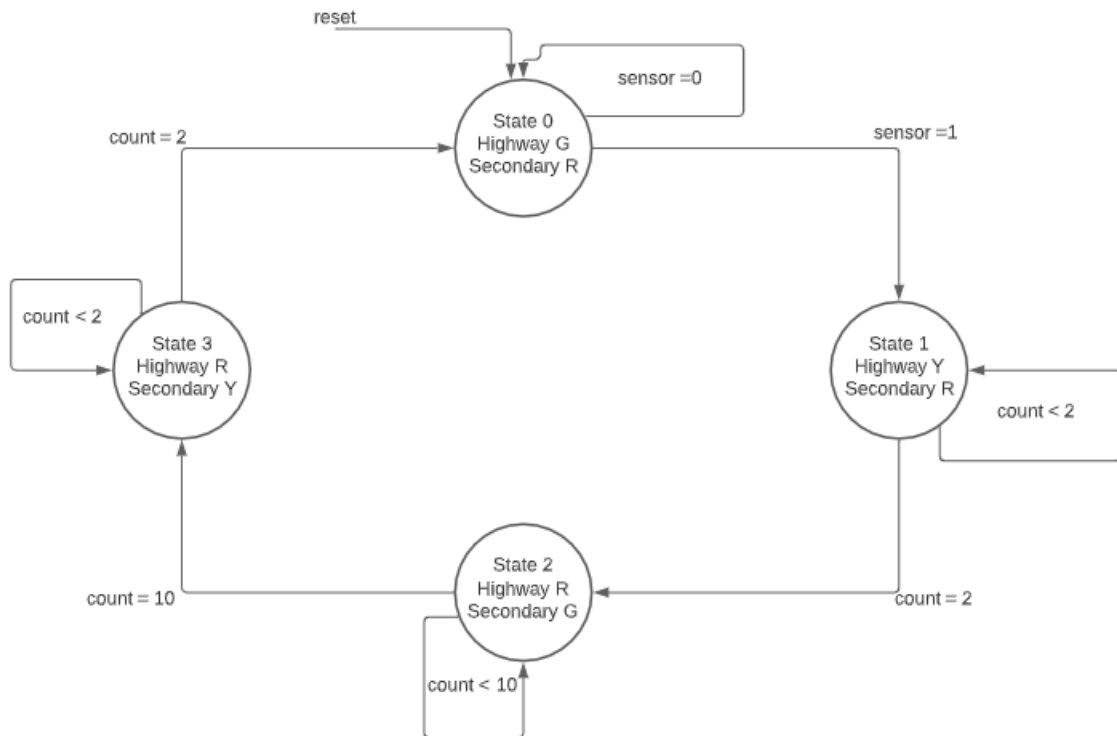 reset
sensor =0
State 0
Highway G
Secondary R
count = 2
sensor =1
count < 2
State 3
Highway R
Secondary Y
State 1
Highway Y
Secondary R
count < 2
State 2
Highway R
Secondary G
count = 10
count = 2
count < 10